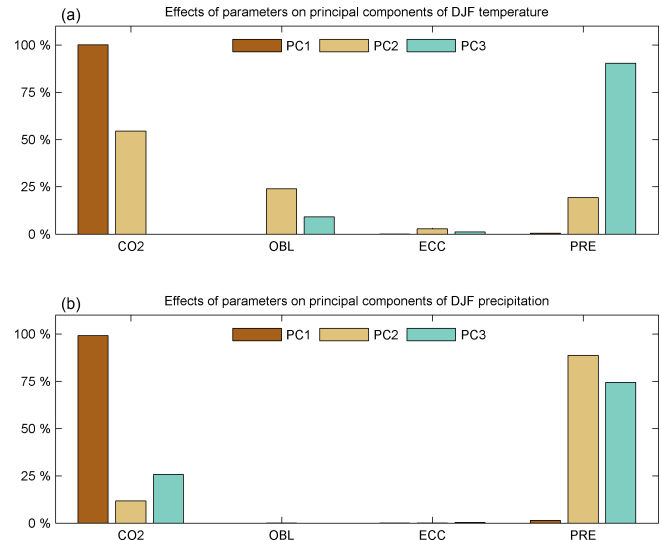 (a) Effects of parameters on principal components of DJF temperature
100 %
PC1 PC2 PC3
75 %
50 %
25 %
0 %
CO2 OBL ECC PRE
(b) Effects of parameters on principal components of DJF precipitation
100 %
PC1 PC2 PC3
75 %
50 %
25 %
0 %
CO2 OBL ECC PRE